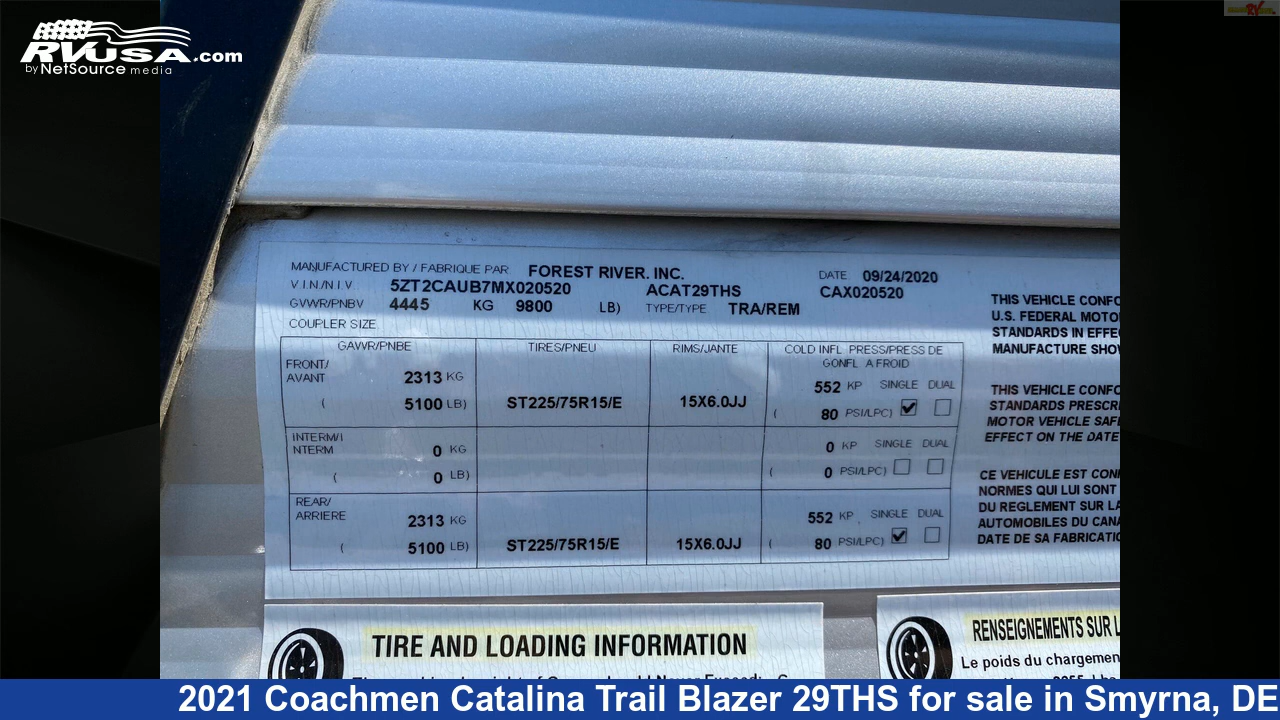 RVUSA.com
by NetSource media
MANUFACTURED BY / FABRIQUE PAR FOREST RIVER. INC. DATE 09/24/2020
V.I.N./N.I.V 5ZT2CAUB7MX020520 ACAT29THS CAX020520
GVWR/PNBV 4445 KG 9800 LB) TYPE/TYPE TRA/REM
COUPLER SIZE
GAWR/PNBE TIRES/PNEU RIMS/JANTE COLD INFL PRESS/PRESS DE
GONFL A FROID
FRONT/
AVANT 2313 KG 552 KP SINGLE DUAL
( 5100 LB) ST225/75R15/E 15X6.0JJ ( 80 PSI/LPC)
INTERM/I
NTERM 0 KG 0 KP SINGLE DUAL
( 0 LB) ( 0 PSI/LPC)
REAR/
ARRIERE 2313 KG 552 KP SINGLE DUAL
( 5100 LB) ST225/75R15/E 15X6.0JJ ( 80 PSI/LPC)
THIS VEHICLE CONFO
U.S. FEDERAL MOTO
STANDARDS IN EFFE
MANUFACTURE SHO
THIS VEHICLE CONFO
STANDARDS PRESCR
MOTOR VEHICLE SAF
EFFECT ON THE DATE
CE VEHICULE EST CON
NORMES QUI LUI SONT
DU REGLEMENT SUR LA
AUTOMOBILES DU CANA
DATE DE SA FABRICATIO
TIRE AND LOADING INFORMATION
RENSEIGNEMENTS SUR L
Le poids du chargemen
2021 Coachmen Catalina Trail Blazer 29THS for sale in Smyrna, DE